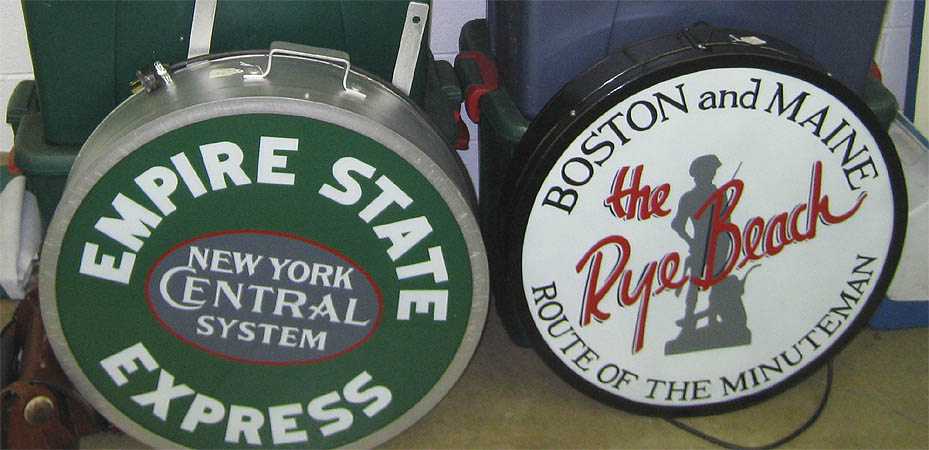 EMPIRE STATE
NEW YORK
CENTRAL
SYSTEM
EXPRESS
BOSTON and MAINE
the
Rye Beach
ROUTE OF THE MINUTEMAN